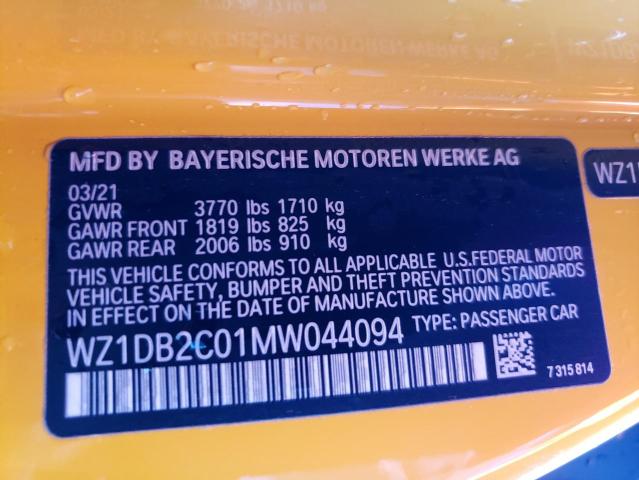 MFD BY BAYERISCHE MOTOREN WERKE AG
03/21
GVWR 3770 lbs 1710 kg
GAWR FRONT 1819 lbs 825 kg
GAWR REAR 2006 lbs 910 kg
THIS VEHICLE CONFORMS TO ALL APPLICABLE U.S.FEDERAL MOTOR
VEHICLE SAFETY, BUMPER AND THEFT PREVENTION STANDARDS
IN EFFECT ON THE DATE OF MANUFACTURE SHOWN ABOVE.
WZ1DB2C01MW044094 TYPE: PASSENGER CAR
7 315 814
WZ1